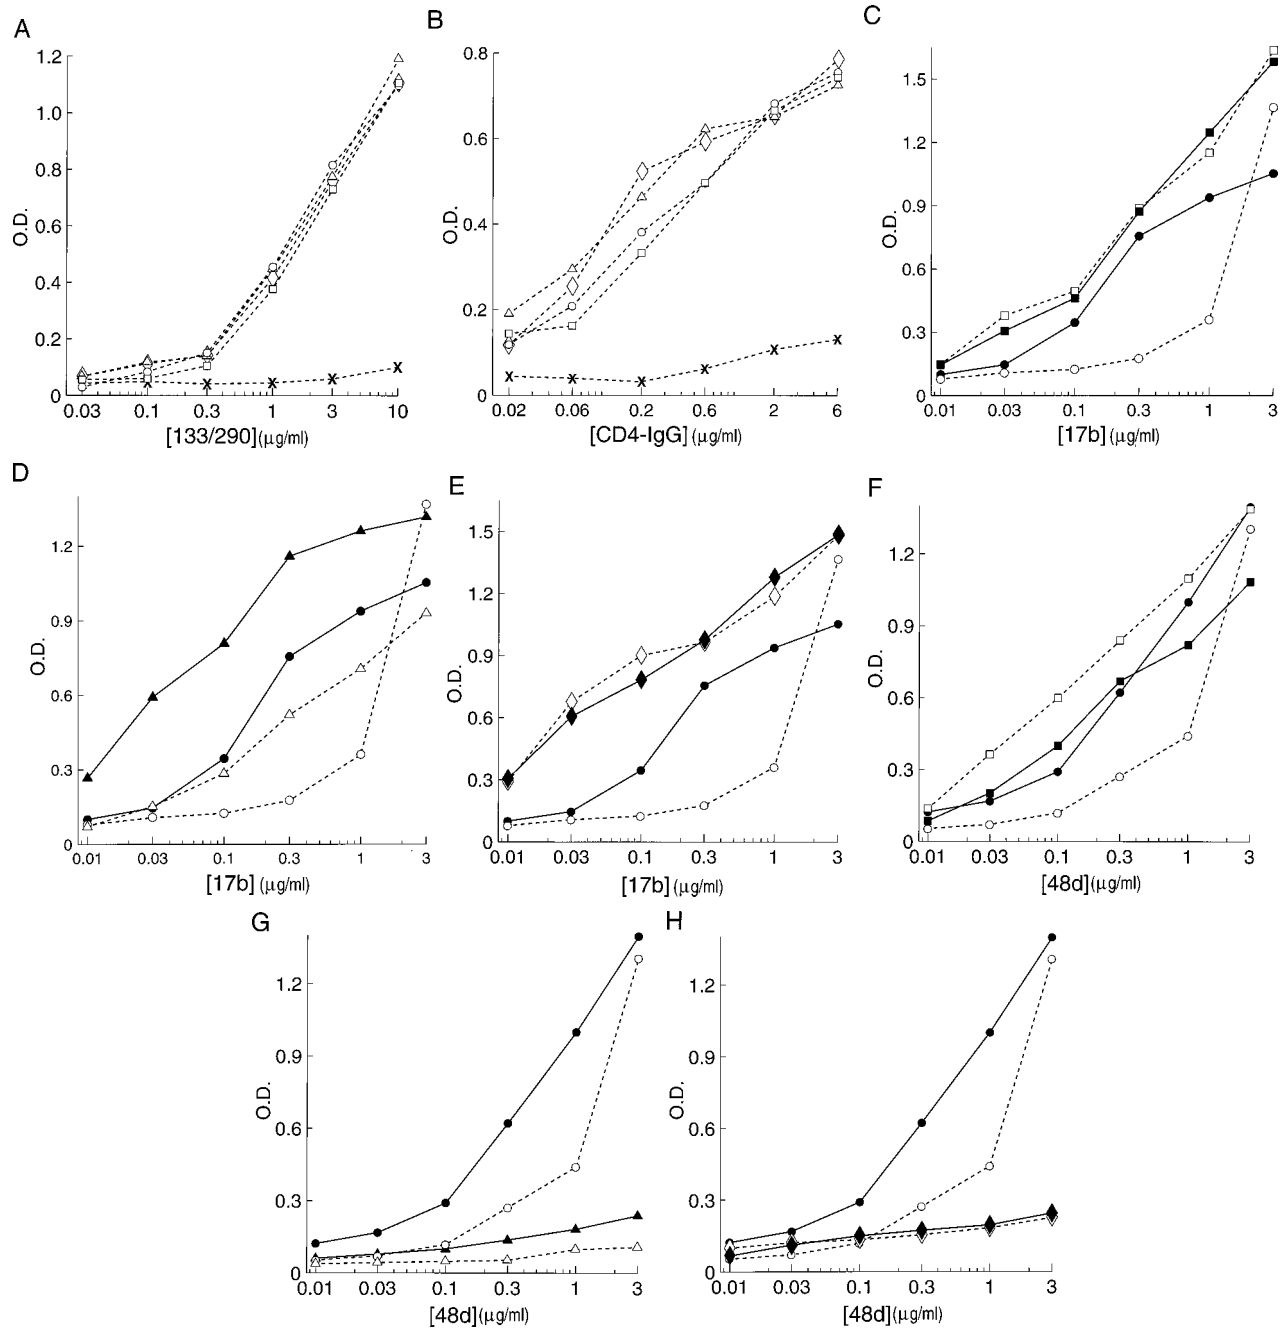 A
O.D.
1.2
1.0
0.8
0.6
0.4
0.2
0
0.03 0.1 0.3 1 3 10
[133/290] (μg/ml)
B
O.D.
0.8
0.6
0.4
0.2
0
0.02 0.06 0.2 0.6 2 6
[CD4-IgG] (μg/ml)
C
O.D.
1.5
1.2
0.9
0.6
0.3
0
0.01 0.03 0.1 0.3 1 3
[17b] (μg/ml)
D
O.D.
1.2
0.9
0.6
0.3
0
0.01 0.03 0.1 0.3 1 3
[17b] (μg/ml)
E
O.D.
1.5
1.2
0.9
0.6
0.3
0
0.01 0.03 0.1 0.3 1 3
[17b] (μg/ml)
F
O.D.
1.2
0.9
0.6
0.3
0
0.01 0.03 0.1 0.3 1 3
[48d] (μg/ml)
G
O.D.
1.2
0.9
0.6
0.3
0
0.01 0.03 0.1 0.3 1 3
[48d] (μg/ml)
H
O.D.
1.2
0.9
0.6
0.3
0
0.01 0.03 0.1 0.3 1 3
[48d] (μg/ml)